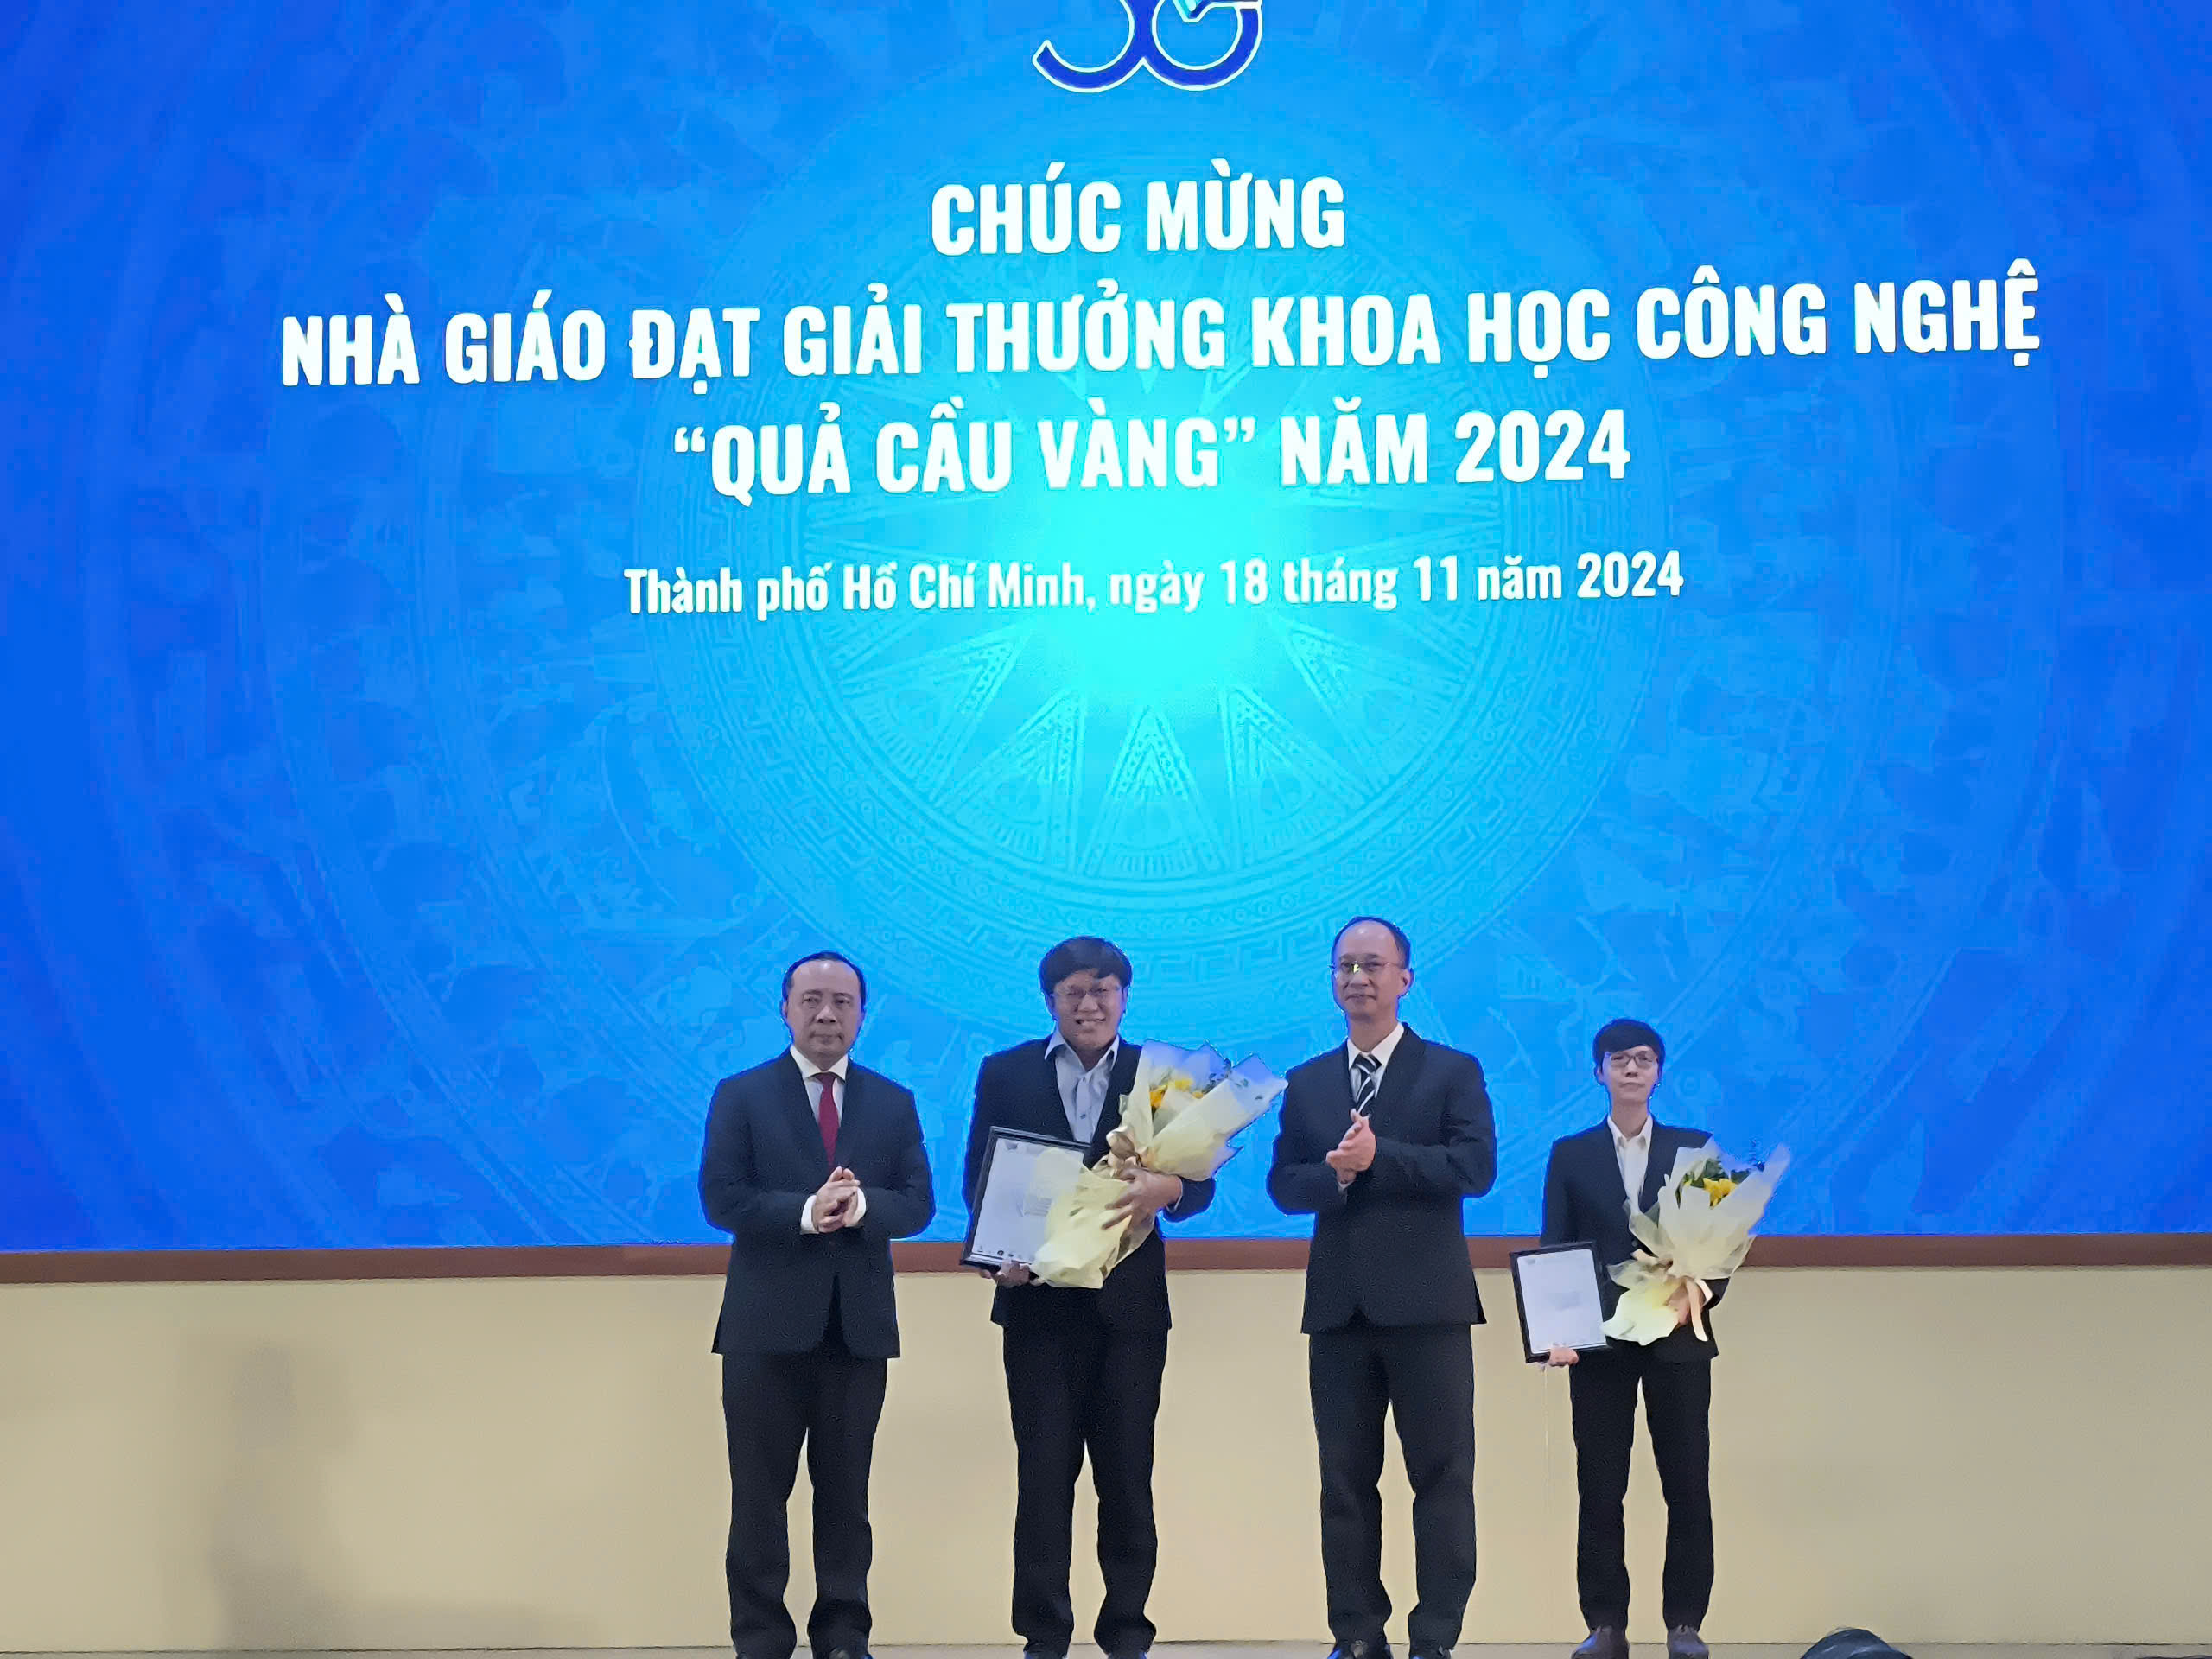 CHÚC MỪNG
NHÀ GIÁO ĐẠT GIẢI THƯỞNG KHOA HỌC CÔNG NGHỆ
“QUẢ CẦU VÀNG” NĂM 2024
Thành phố Hồ Chí Minh, ngày 18 tháng 11 năm 2024